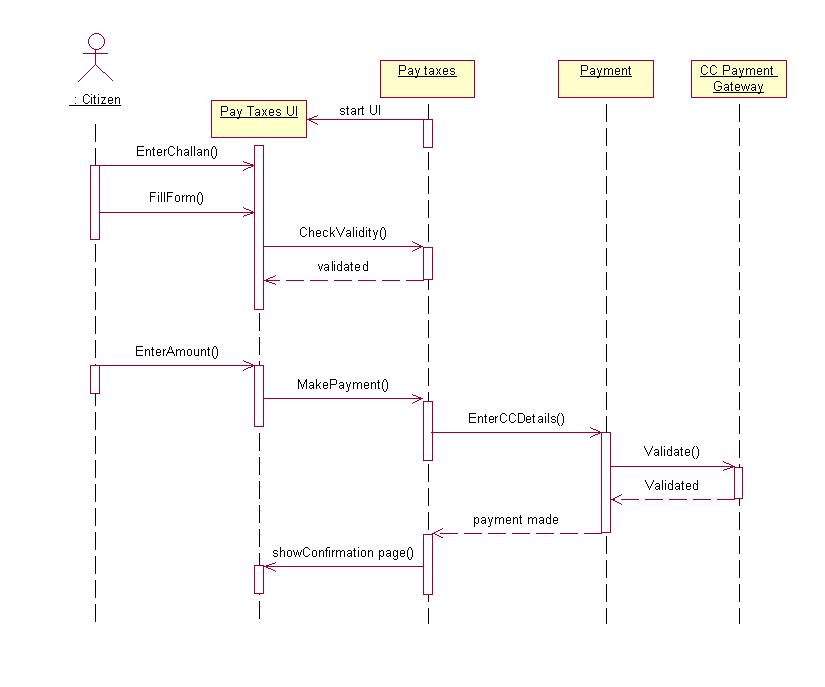 : Citizen
Pay taxes
Payment
CC Payment
Gateway
Pay Taxes UI
start UI
EnterChallan()
FillForm()
CheckValidity()
validated
EnterAmount()
MakePayment()
EnterCCDetails()
Validate()
Validated
payment made
showConfirmation page()